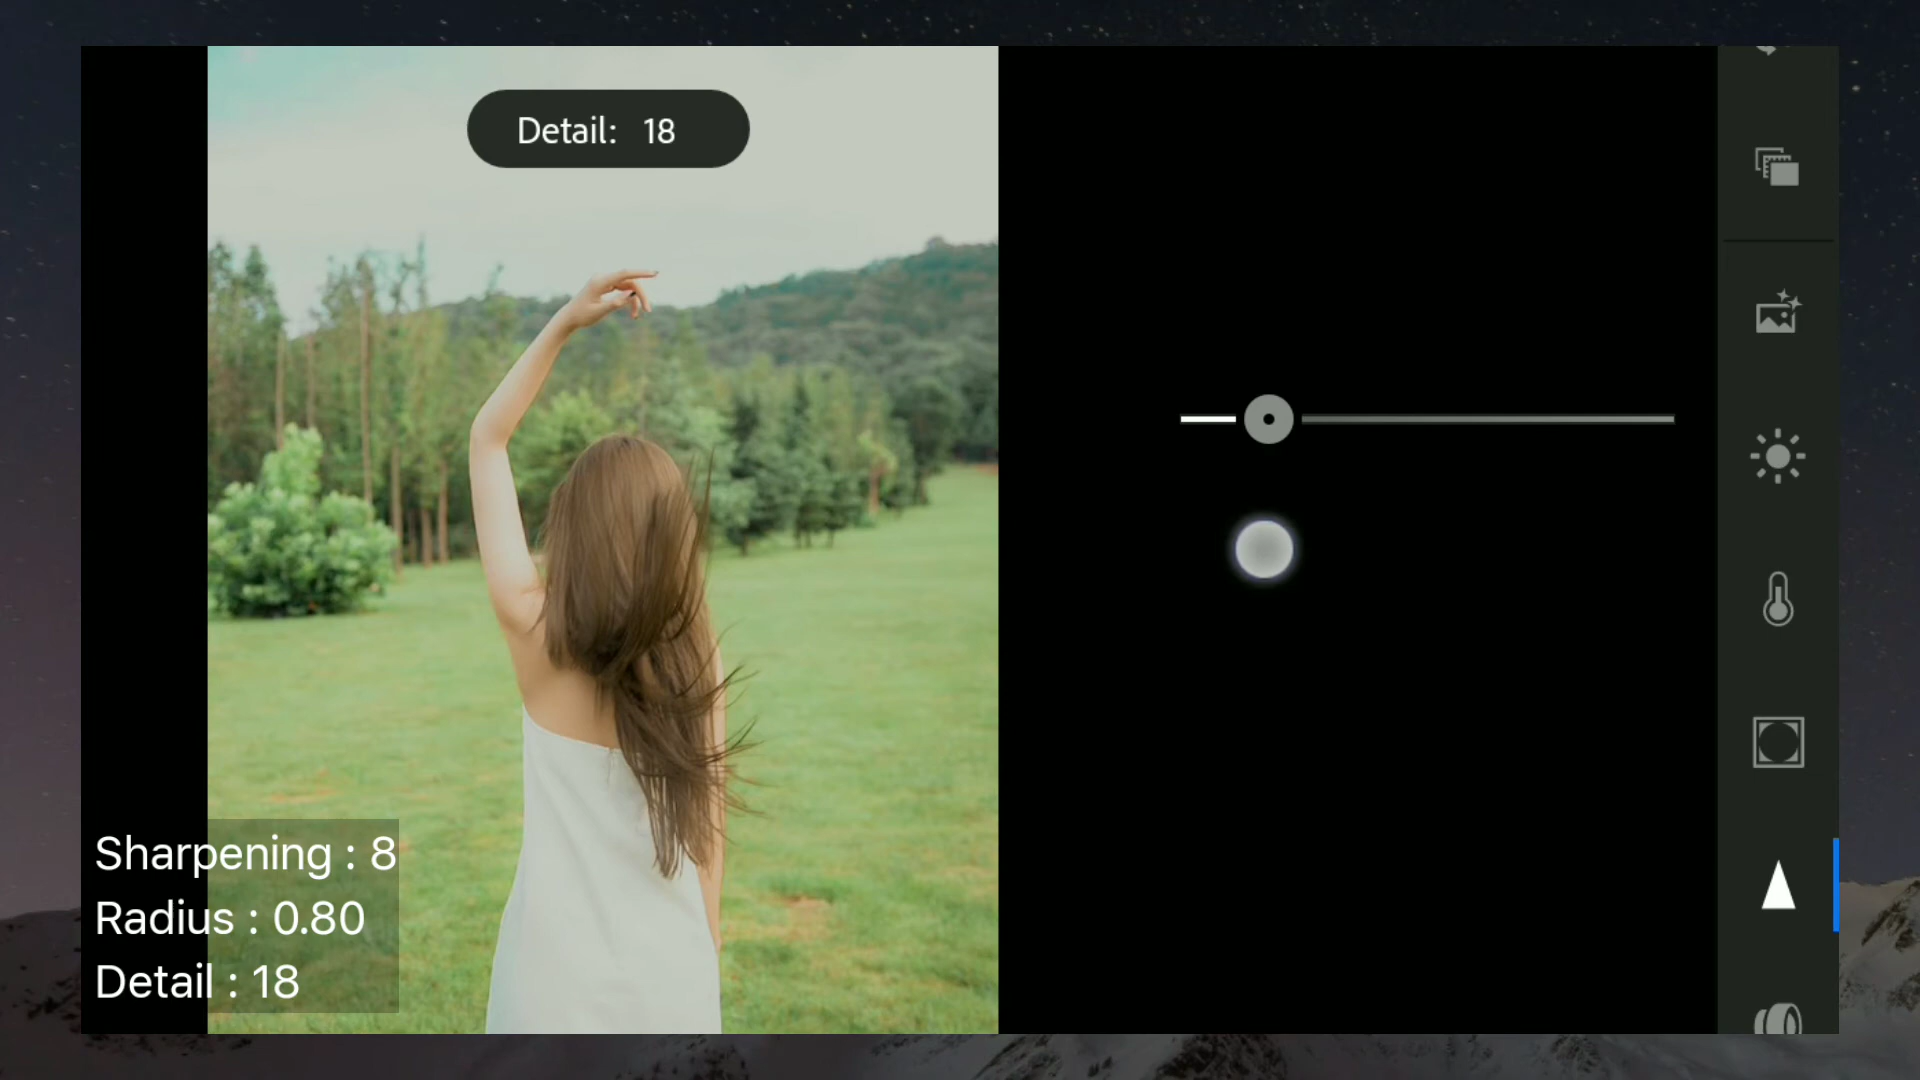 Detail: 18
Sharpening : 8
Radius : 0.80
Detail : 18